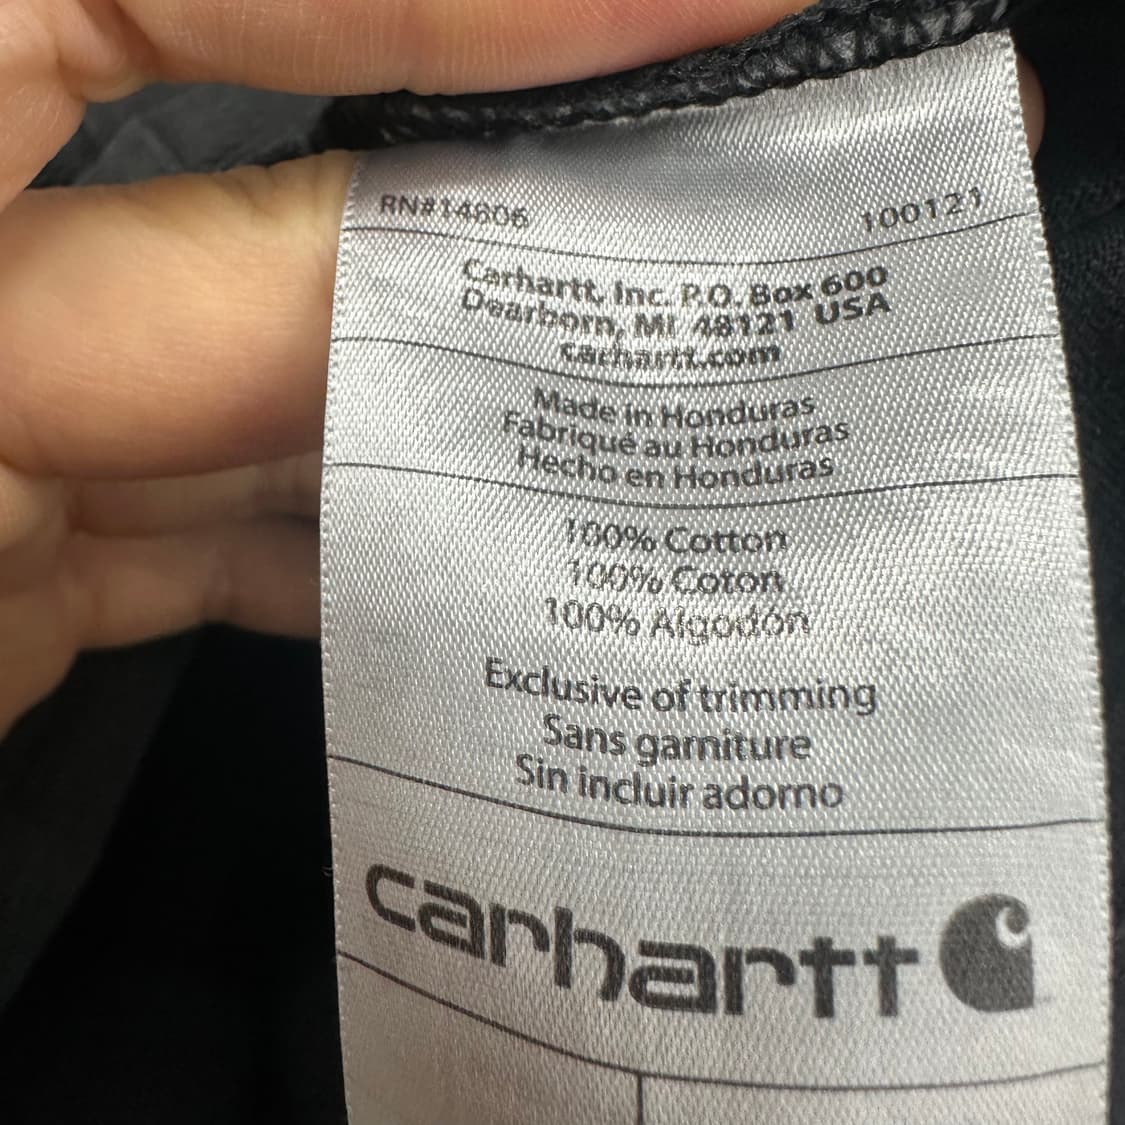 RN#14806 100121
Carhartt, Inc. P.O. Box 600
Dearborn, MI 48121 USA
carhartt.com
Made in Honduras
Fabriqué au Honduras
Hecho en Honduras
100% Cotton
100% Coton
100% Algodón
Exclusive of trimming
Sans garniture
Sin incluir adorno
carhartt